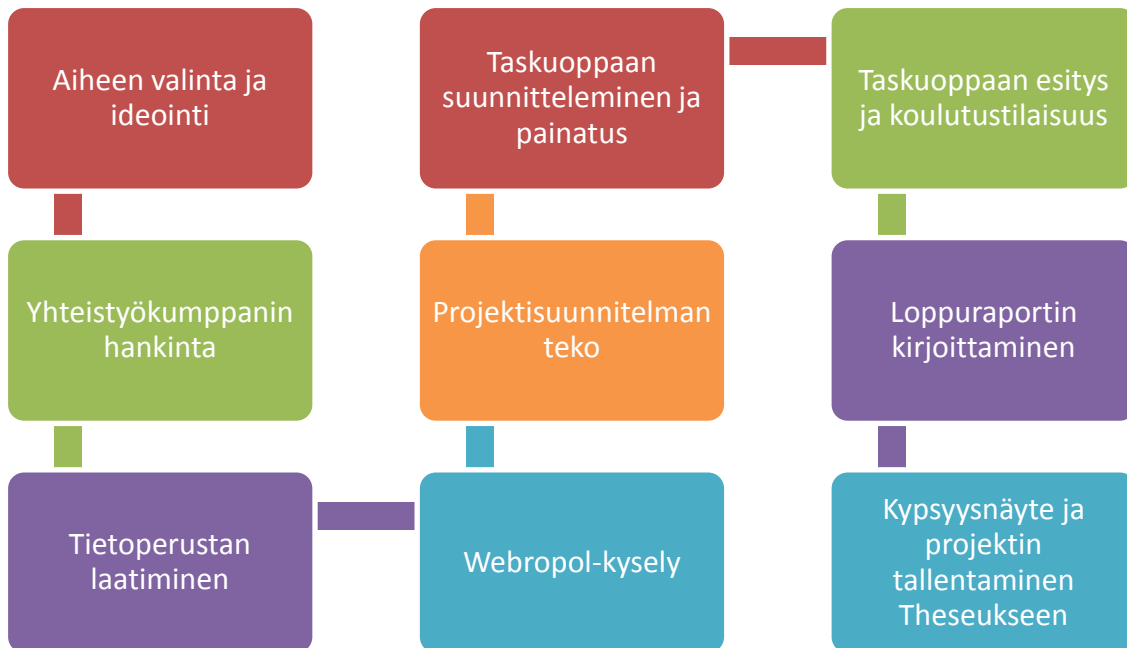 Aiheen valinta ja
ideointi
Yhteistyökumppanin
hankinta
Tietoperustan
laatiminen
Webropol-kysely
Projektisuunnitelman
teko
Taskuoppaan
suunnitteleminen ja
painatus
Taskuoppaan esitys
ja koulutustilaisuus
Loppuraportin
kirjoittaminen
Kypsyysnäyte ja
projektin
tallentaminen
Theseukseen